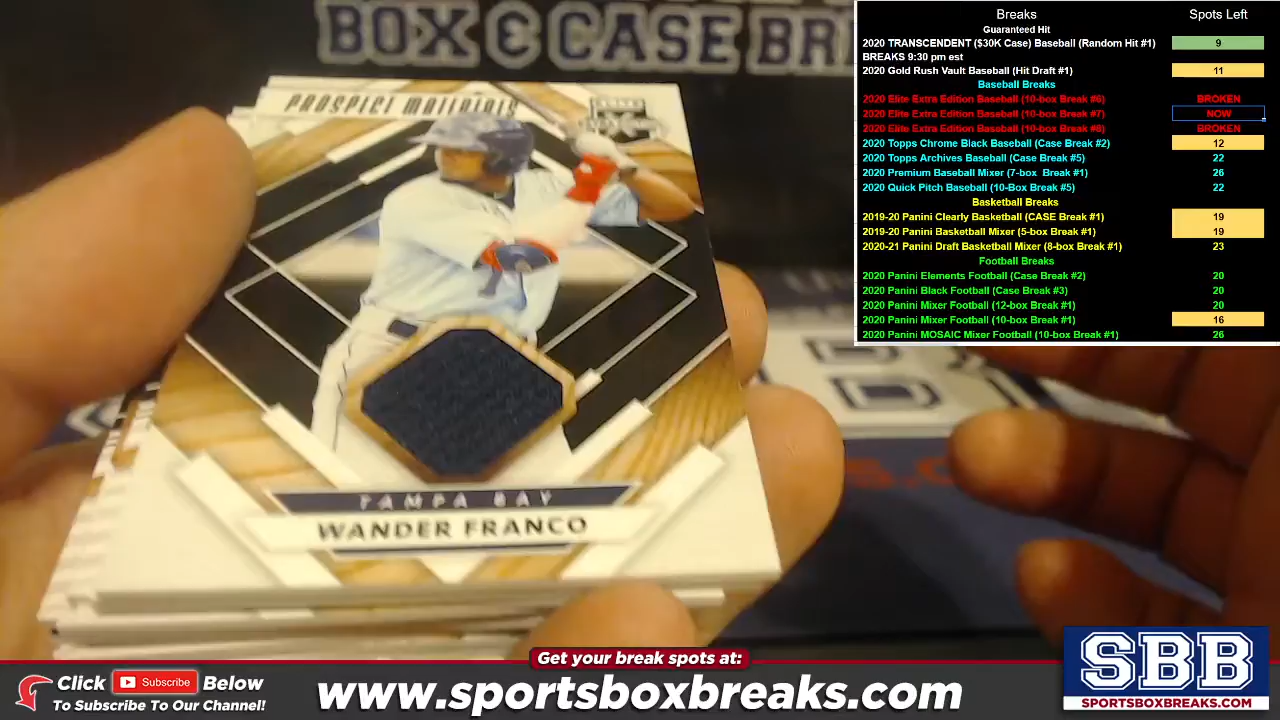 BOX & CASE
PROSPECT MATERIALS
TAMPA BAY
WANDER FRANCO
Breaks Spots Left
Guaranteed Hit
2020 TRANSCENDENT ($30K Case) Baseball (Random Hit #1) 9
BREAKS 9:30 pm est
2020 Gold Rush Vault Baseball (Hit Draft #1) 11
Baseball Breaks
2020 Elite Extra Edition Baseball (10-box Break #6) BROKEN
2020 Elite Extra Edition Baseball (10-box Break #7) NOW
2020 Elite Extra Edition Baseball (10-box Break #8) BROKEN
2020 Topps Chrome Black Baseball (Case Break #2) 12
2020 Topps Archives Baseball (Case Break #5) 22
2020 Premium Baseball Mixer (7-box Break #1) 26
2020 Quick Pitch Baseball (10-Box Break #5) 22
Basketball Breaks
2019-20 Panini Clearly Basketball (CASE Break #1) 19
2019-20 Panini Basketball Mixer (5-box Break #1) 19
2020-21 Panini Draft Basketball Mixer (8-box Break #1) 23
Football Breaks
2020 Panini Elements Football (Case Break #2) 20
2020 Panini Black Football (Case Break #3) 20
2020 Panini Mixer Football (12-box Break #1) 20
2020 Panini Mixer Football (10-box Break #1) 16
2020 Panini MOSAIC Mixer Football (10-box Break #1) 26
Get your break spots at:
Click Subscribe Below
To Subscribe To Our Channel!
www.sportsboxbreaks.com
SBB
SPORTSBOXBREAKS.COM